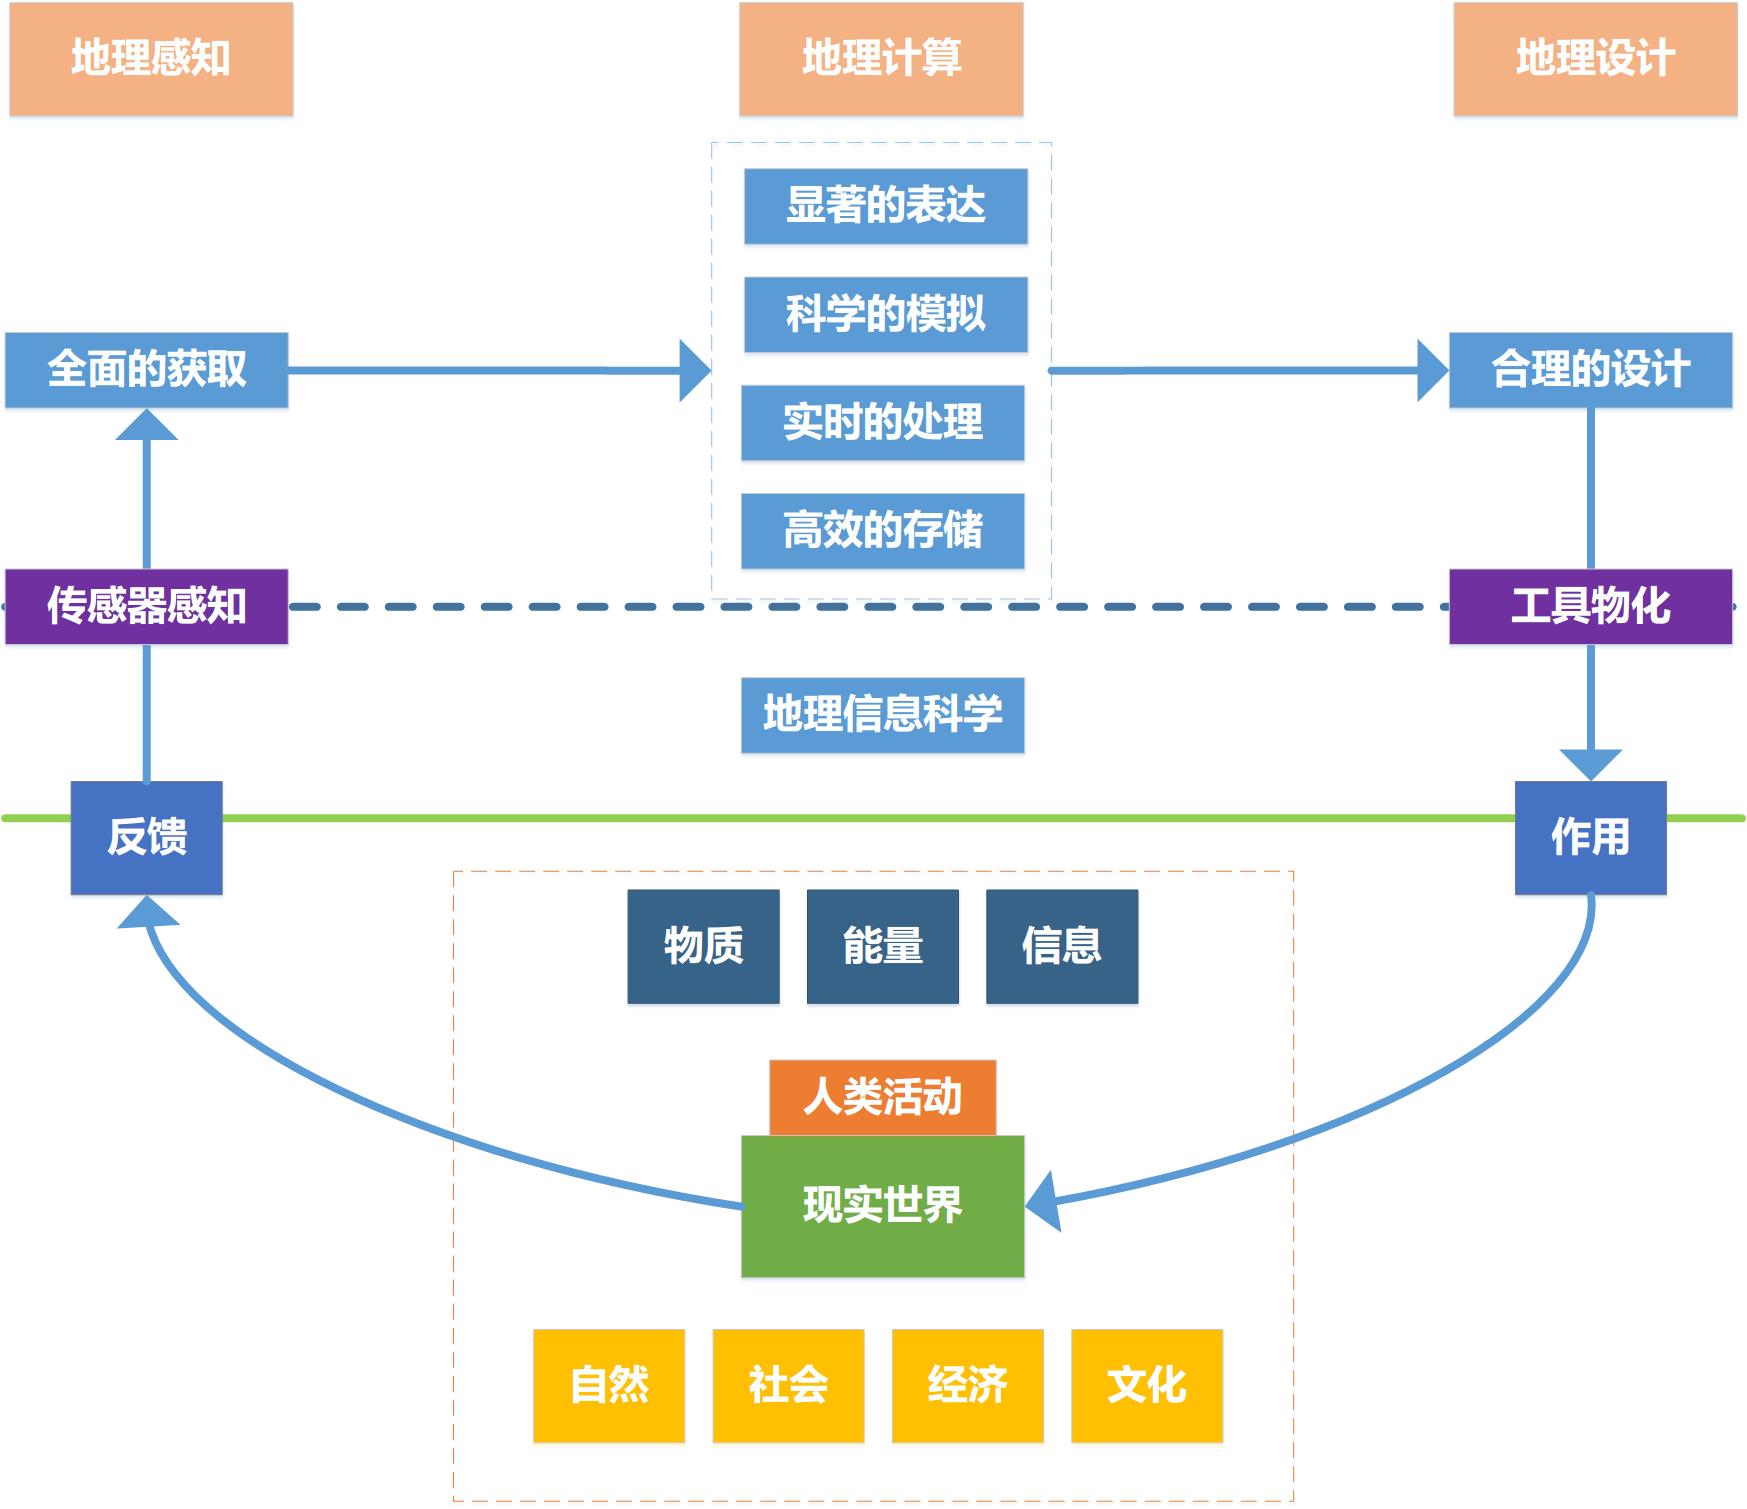 地理感知
地理计算
地理设计
显著的表达
科学的模拟
全面的获取
合理的设计
实时的处理
高效的存储
传感器感知
工具物化
地理信息科学
反馈
作用
物质
能量
信息
人类活动
现实世界
自然
社会
经济
文化